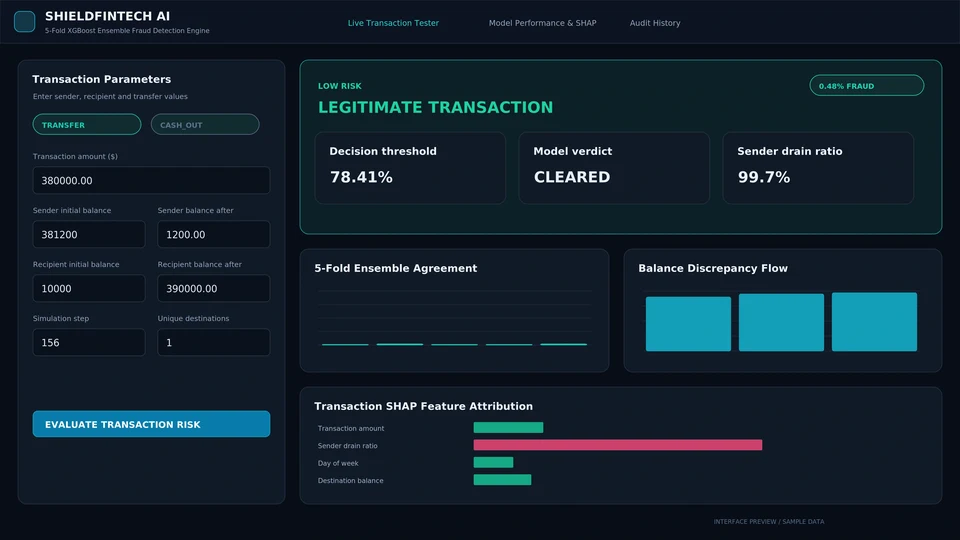 SHIELDFINTECH AI
5-Fold XGBoost Ensemble Fraud Detection Engine
Live Transaction Tester
Model Performance & SHAP
Audit History
Transaction Parameters
Enter sender, recipient and transfer values
TRANSFER
CASH_OUT
Transaction amount ($)
380000.00
Sender initial balance
Sender balance after
381200
1200.00
Recipient initial balance
Recipient balance after
10000
390000.00
Simulation step
Unique destinations
156
1
EVALUATE TRANSACTION RISK
LOW RISK
0.48% FRAUD
LEGITIMATE TRANSACTION
Decision threshold
78.41%
Model verdict
CLEARED
Sender drain ratio
99.7%
5-Fold Ensemble Agreement
Balance Discrepancy Flow
Transaction SHAP Feature Attribution
Transaction amount
Sender drain ratio
Day of week
Destination balance
INTERFACE PREVIEW / SAMPLE DATA